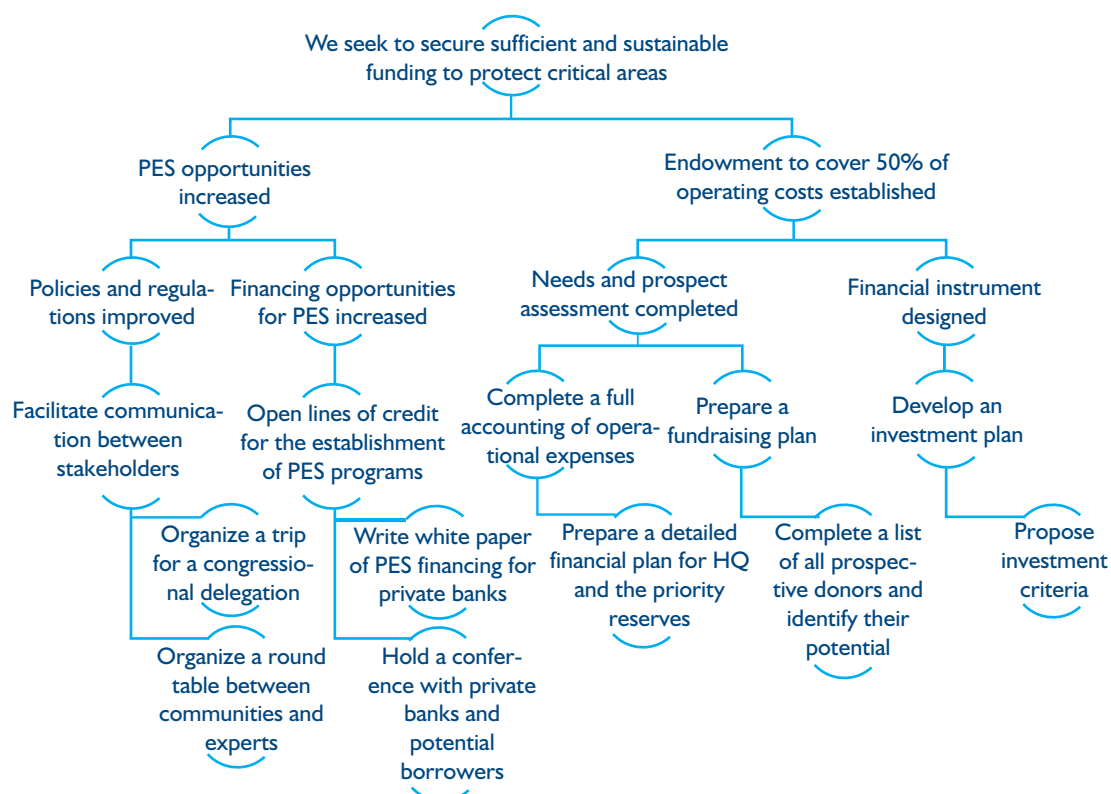 We seek to secure sufficient and sustainable
funding to protect critical areas
PES opportunities
increased
Endowment to cover 50% of
operating costs established
Policies and regula-
tions improved
Financing opportunities
for PES increased
Needs and prospect
assessment completed
Financial instrument
designed
Facilitate communica-
tion between
stakeholders
Open lines of credit
for the establishment
of PES programs
Complete a full
accounting of opera-
tional expenses
Prepare a
fundraising plan
Develop an
investment plan
Organize a trip
for a congressio-
nal delegation
Write white paper
of PES financing for
private banks
Prepare a detailed
financial plan for HQ
and the priority
reserves
Complete a list
of all prospec-
tive donors and
identify their
potential
Propose
investment
criteria
Organize a round
table between
communities and
experts
Hold a confer-
ence with private
banks and
potential
borrowers